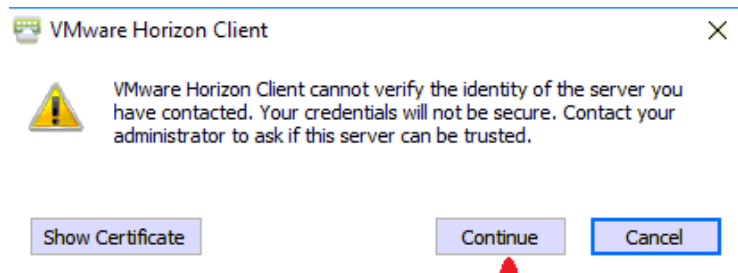 VMware Horizon Client
VMware Horizon Client cannot verify the identity of the server you
have contacted. Your credentials will not be secure. Contact your
administrator to ask if this server can be trusted.
Show Certificate
Continue
Cancel